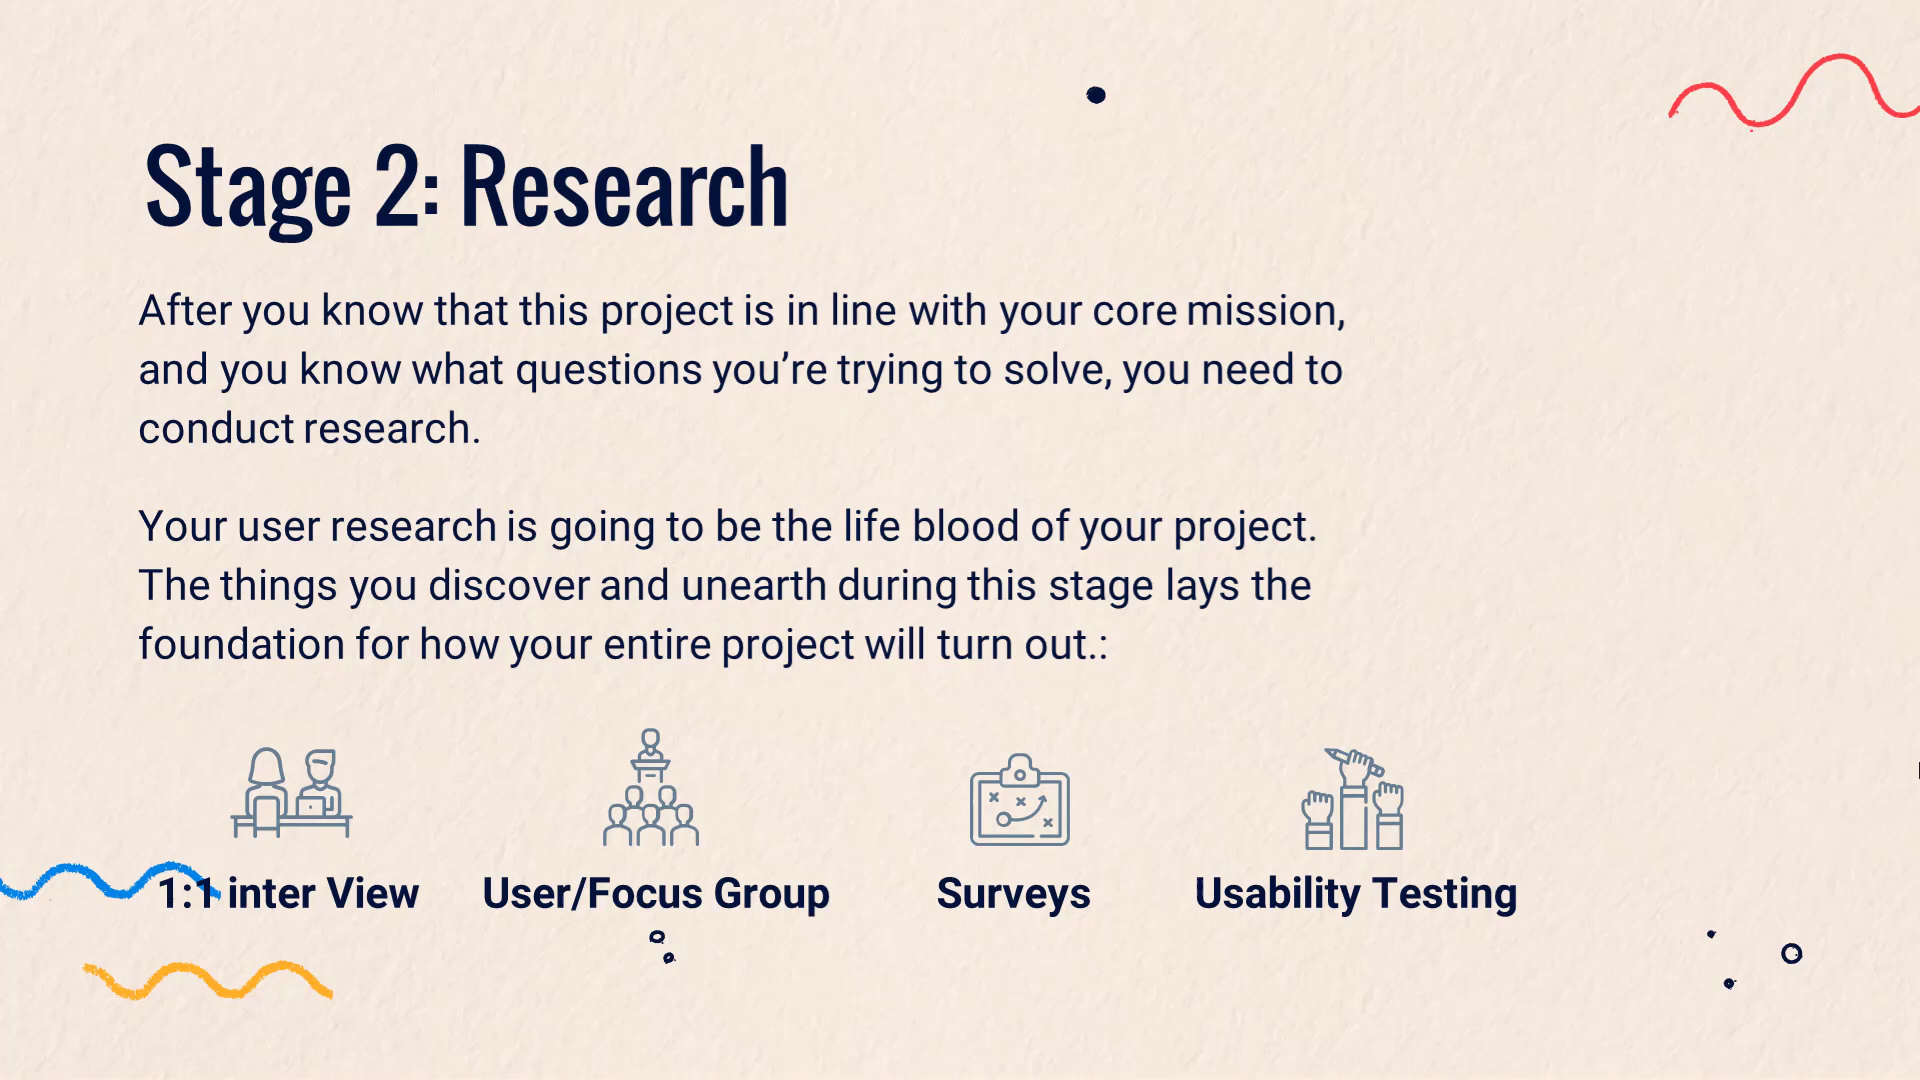 Stage 2: Research
After you know that this project is in line with your core mission,
and you know what questions you’re trying to solve, you need to
conduct research.
Your user research is going to be the life blood of your project.
The things you discover and unearth during this stage lays the
foundation for how your entire project will turn out.:
1:1 inter View
User/Focus Group
Surveys
Usability Testing